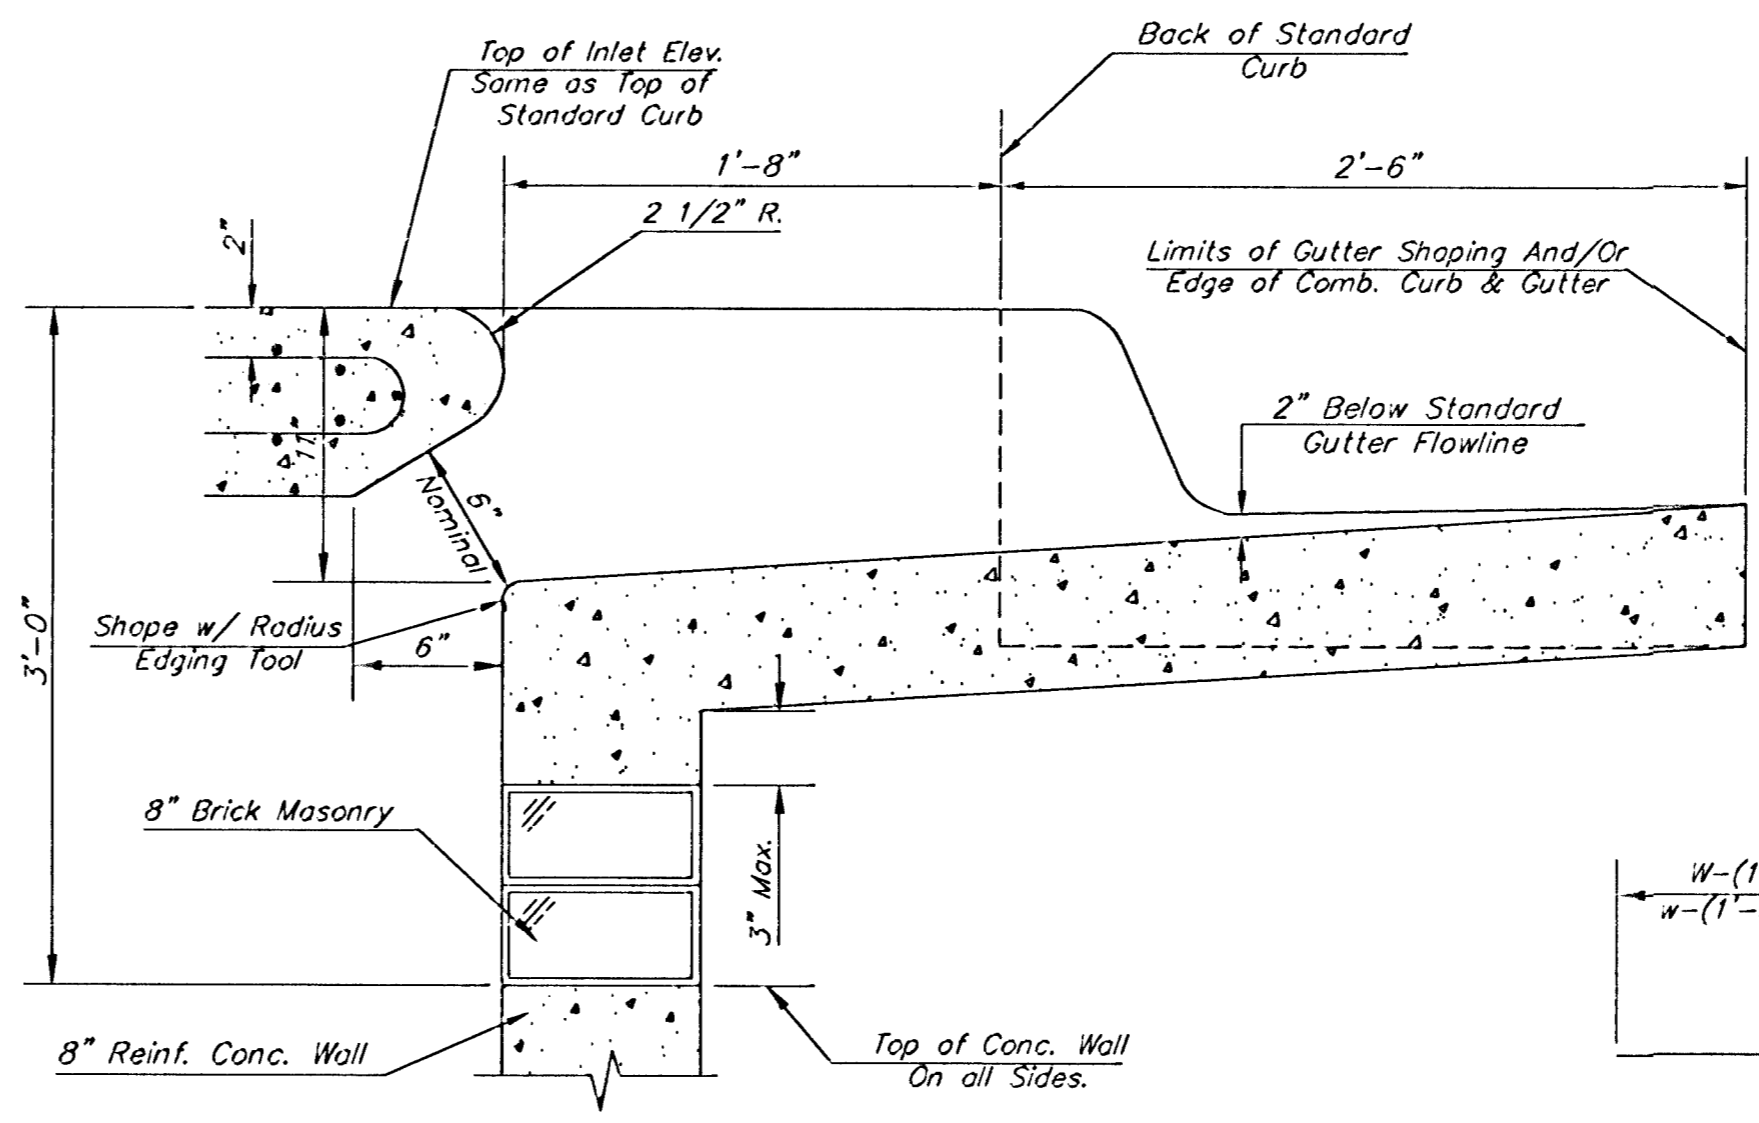 Back of Standard
Curb
Top of Inlet Elev.
Same as Top of
Standard Curb
1'-8"
2'-6"
2 1/2" R.
2"
Limits of Gutter Shaping And/Or
Edge of Comb. Curb & Gutter
2" Below Standard
Gutter Flowline
11"
6"
Nominal
3'-0"
Shape w/ Radius
Edging Tool
6"
8" Brick Masonry
3" Max.
W-(1
w-(1'-
8" Reinf. Conc. Wall
Top of Conc. Wall
On all Sides.